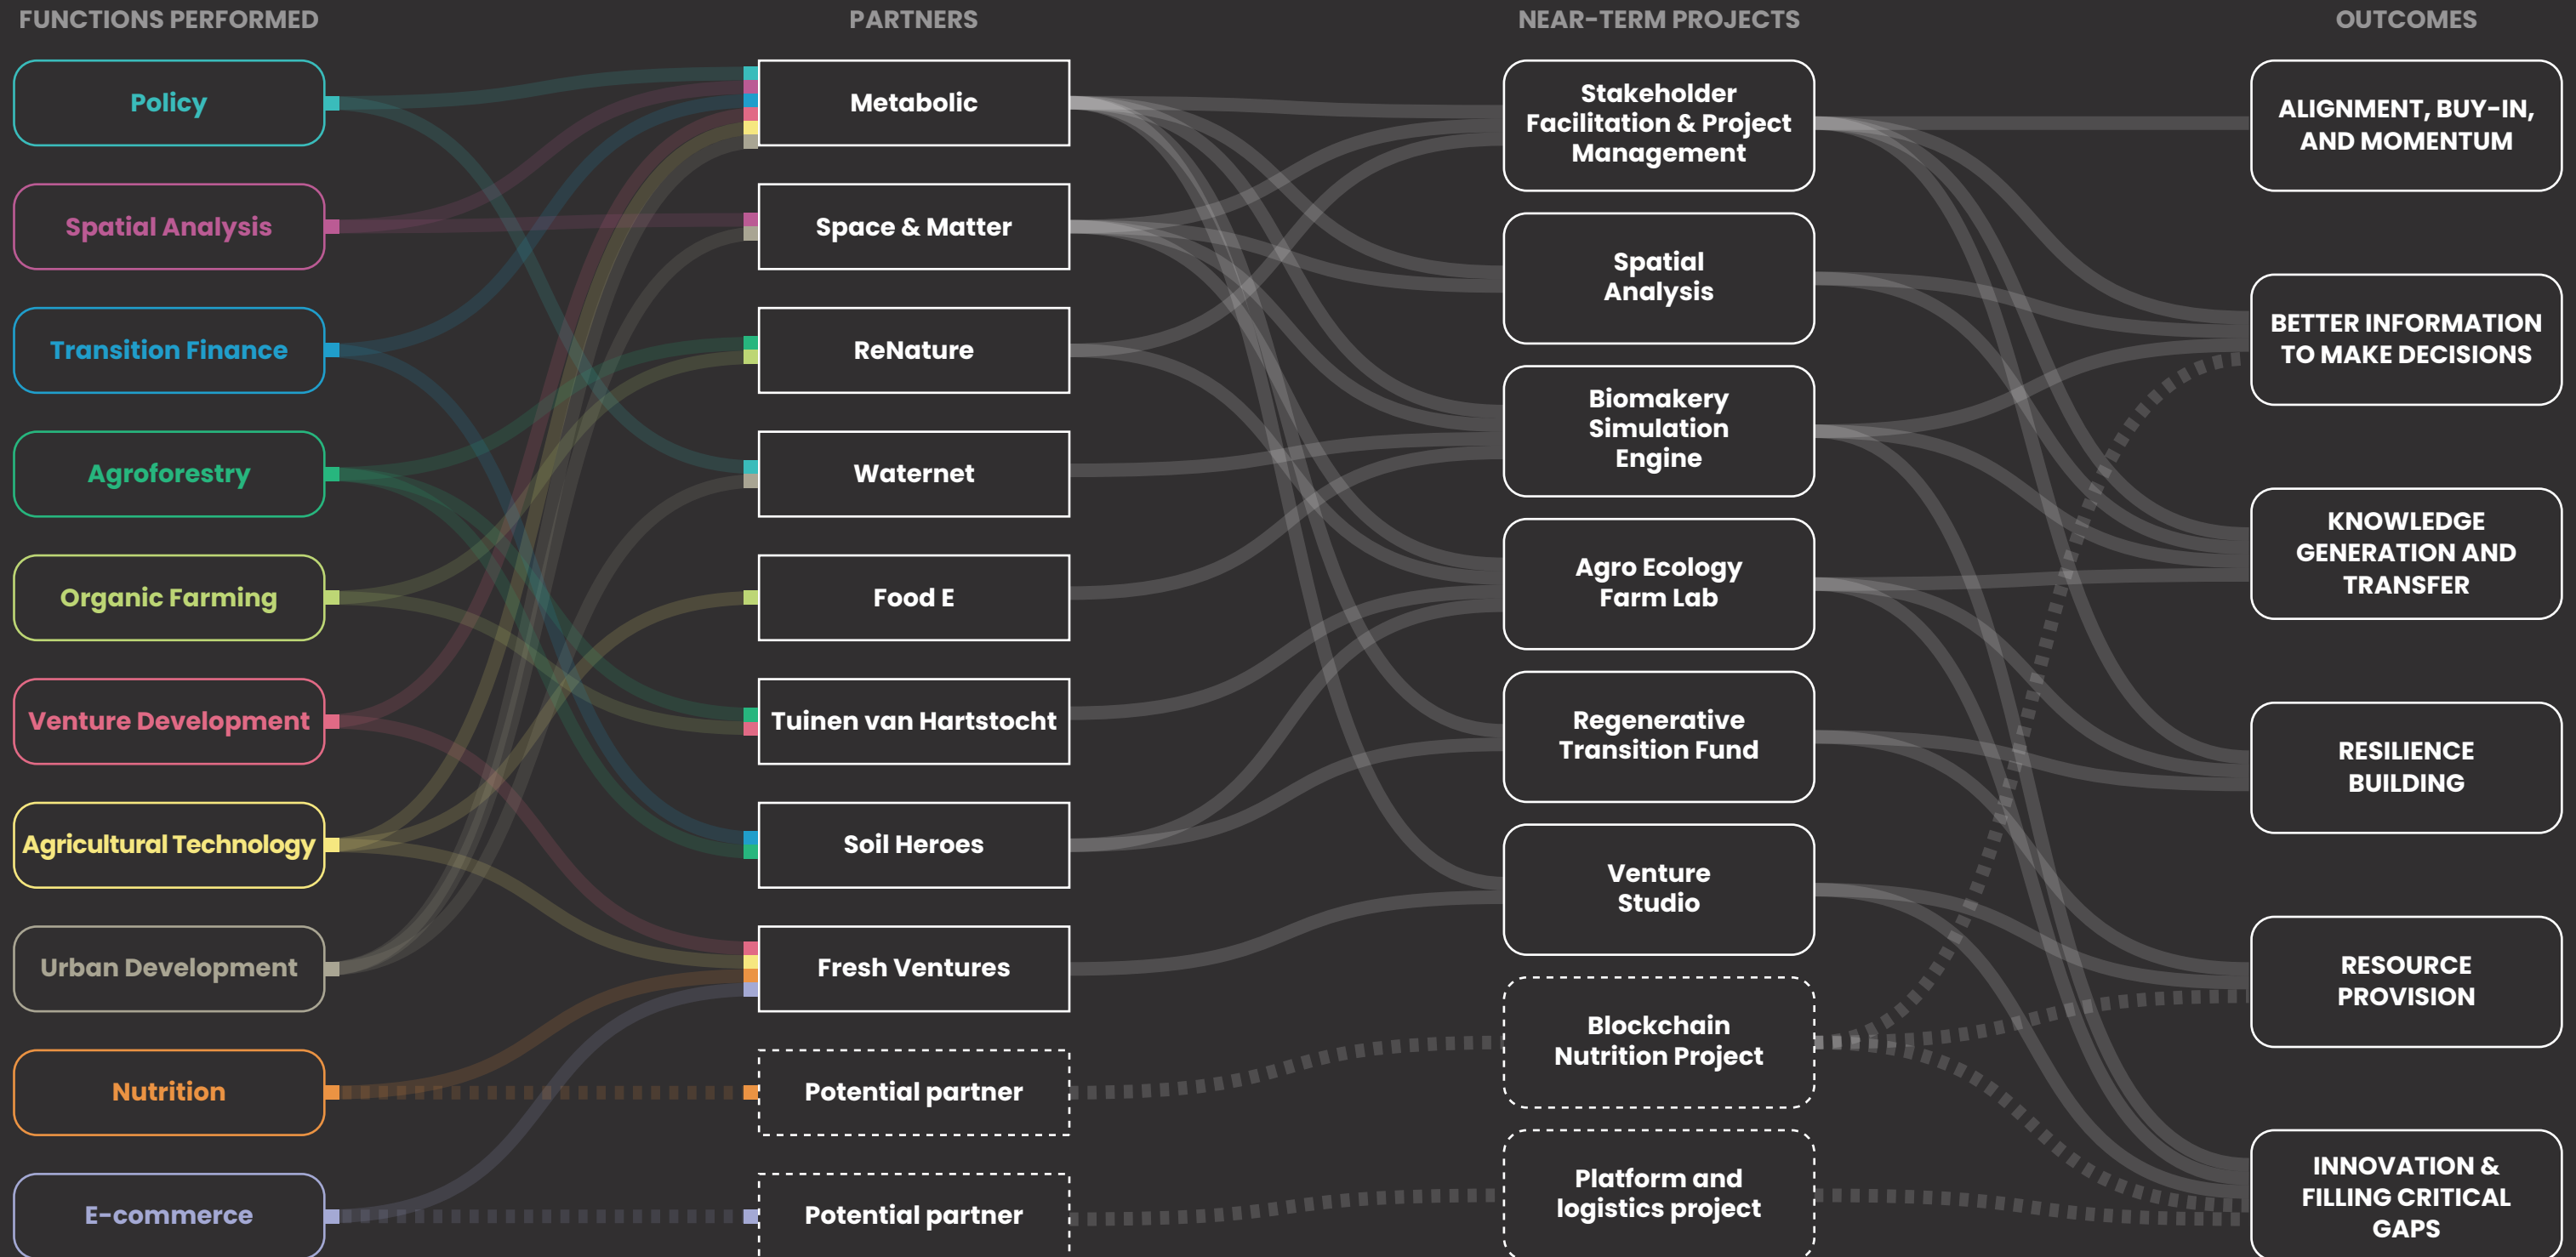 FUNCTIONS PERFORMED
Policy
Spatial Analysis
Transition Finance
Agroforestry
Organic Farming
Venture Development
Agricultural Technology
Urban Development
Nutrition
E-commerce
PARTNERS
Metabolic
Space & Matter
ReNature
Waternet
Food E
Tuinen van Hartstocht
Soil Heroes
Fresh Ventures
Potential partner
Potential partner
NEAR-TERM PROJECTS
Stakeholder
Facilitation & Project
Management
Spatial
Analysis
Biomakery
Simulation
Engine
Agro Ecology
Farm Lab
Regenerative
Transition Fund
Venture
Studio
Blockchain
Nutrition Project
Platform and
logistics project
OUTCOMES
ALIGNMENT, BUY-IN,
AND MOMENTUM
BETTER INFORMATION
TO MAKE DECISIONS
KNOWLEDGE
GENERATION AND
TRANSFER
RESILIENCE
BUILDING
RESOURCE
PROVISION
INNOVATION &
FILLING CRITICAL
GAPS